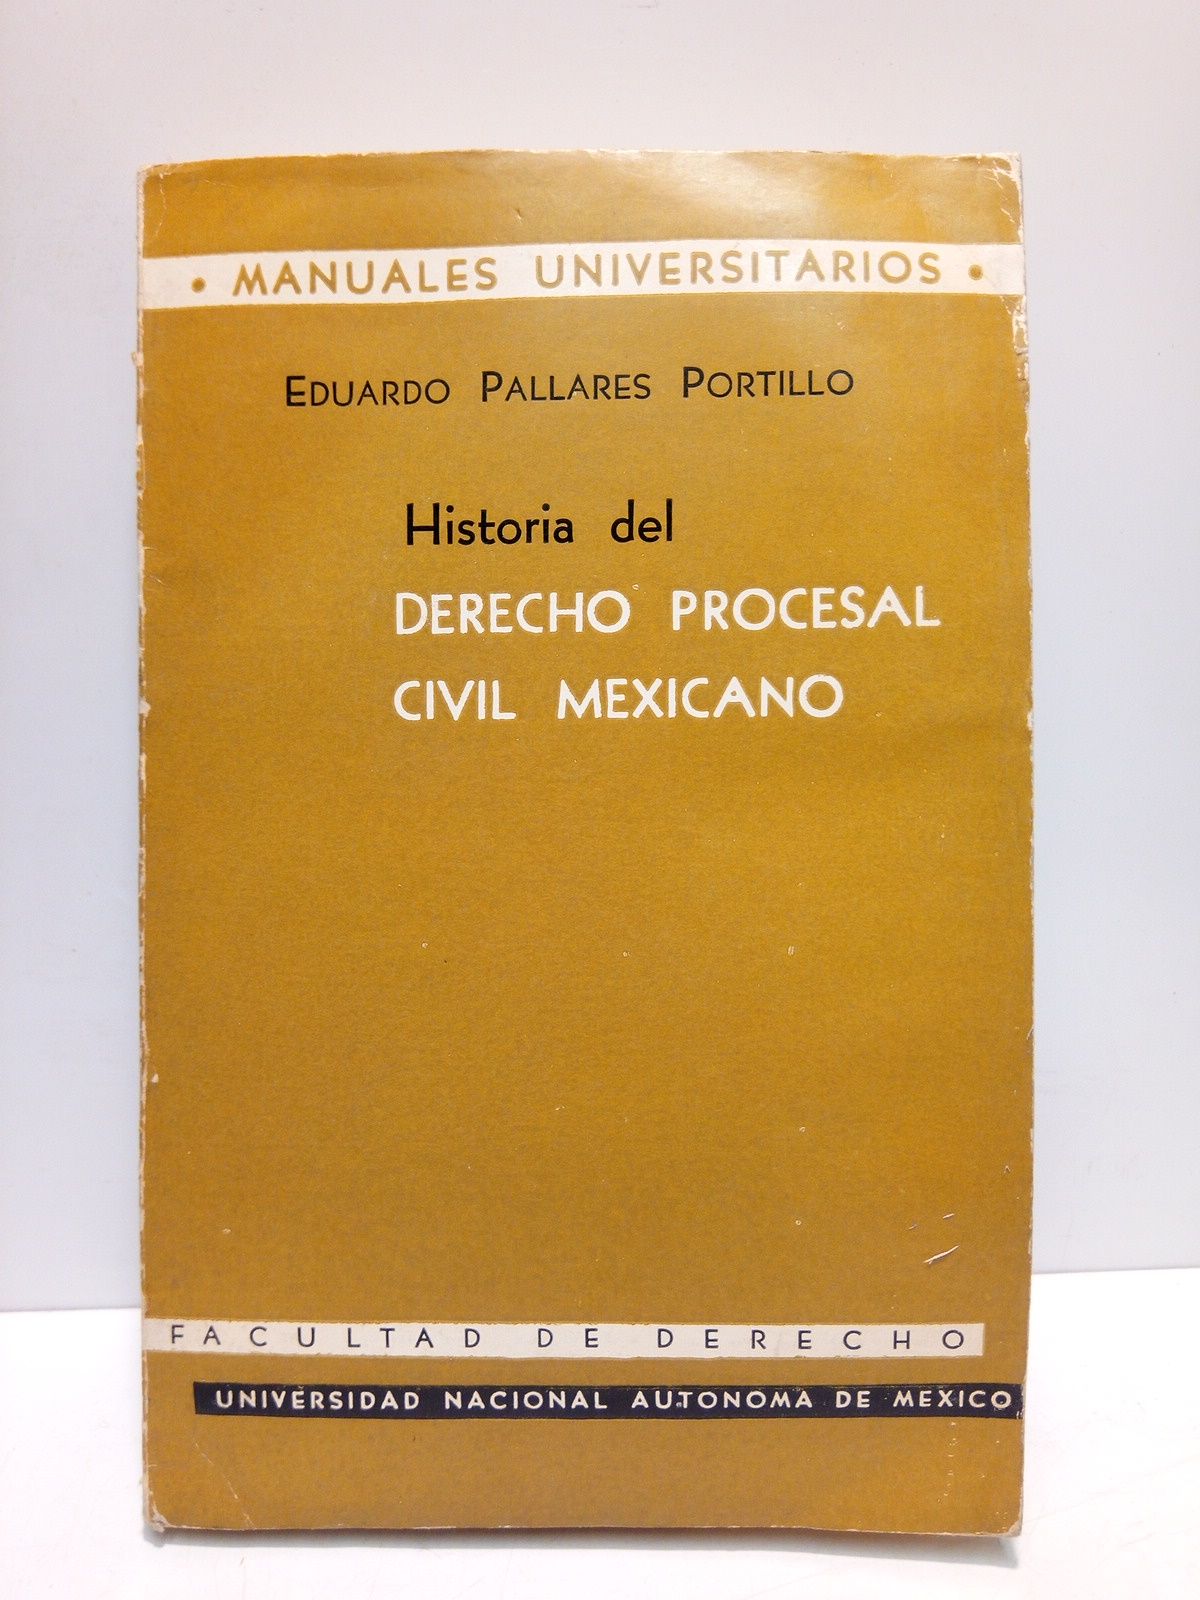 • MANUALES UNIVERSITARIOS •
EDUARDO PALLARES PORTILLO
Historia del
DERECHO PROCESAL
CIVIL MEXICANO
FACULTAD DE DERECHO
UNIVERSIDAD NACIONAL AUTONOMA DE MEXICO